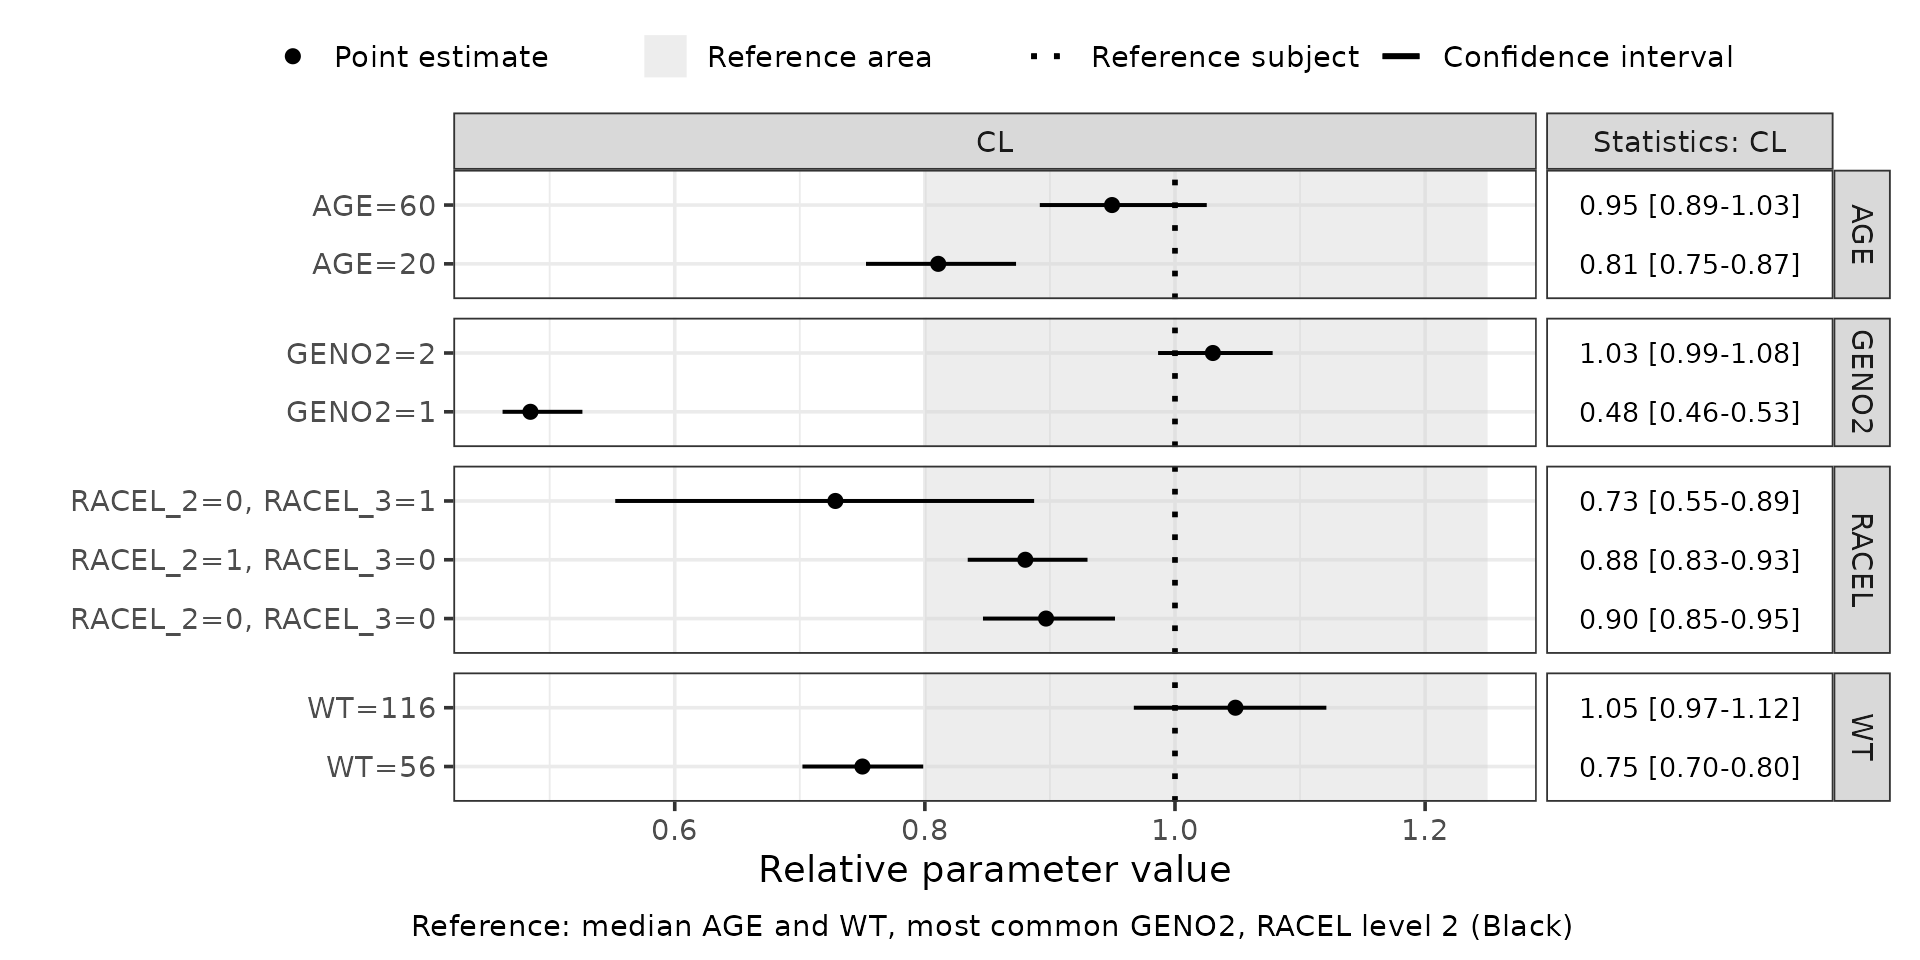 Point estimate Reference area Reference subject Confidence interval
CL Statistics: CL
AGE=60 0.95 [0.89-1.03]
AGE=20 0.81 [0.75-0.87]
AGE
GENO2=2 1.03 [0.99-1.08]
GENO2=1 0.48 [0.46-0.53]
GENO2
RACEL_2=0, RACEL_3=1 0.73 [0.55-0.89]
RACEL_2=1, RACEL_3=0 0.88 [0.83-0.93]
RACEL_2=0, RACEL_3=0 0.90 [0.85-0.95]
RACEL
WT=116 1.05 [0.97-1.12]
WT=56 0.75 [0.70-0.80]
WT
0.6 0.8 1.0 1.2
Relative parameter value
Reference: median AGE and WT, most common GENO2, RACEL level 2 (Black)